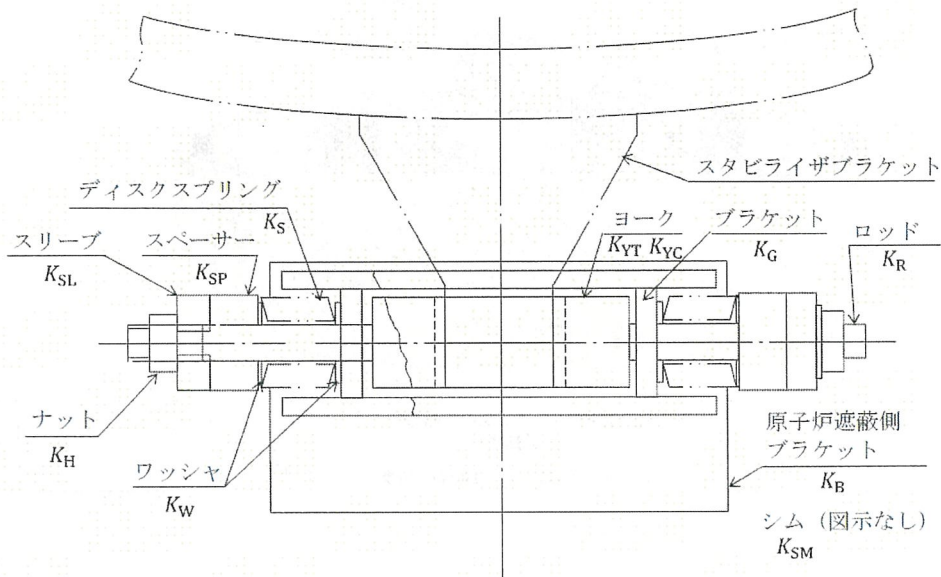 スタビライザブラケット
ディスクスプリング
K_S
ヨーク
K_YT K_YC
ブラケット
K_G
ロッド
K_R
スリーブ
K_SL
スペーサー
K_SP
ナット
K_H
ワッシャ
K_W
原子炉遮蔽側
ブラケット
K_B
シム（図示なし）
K_SM